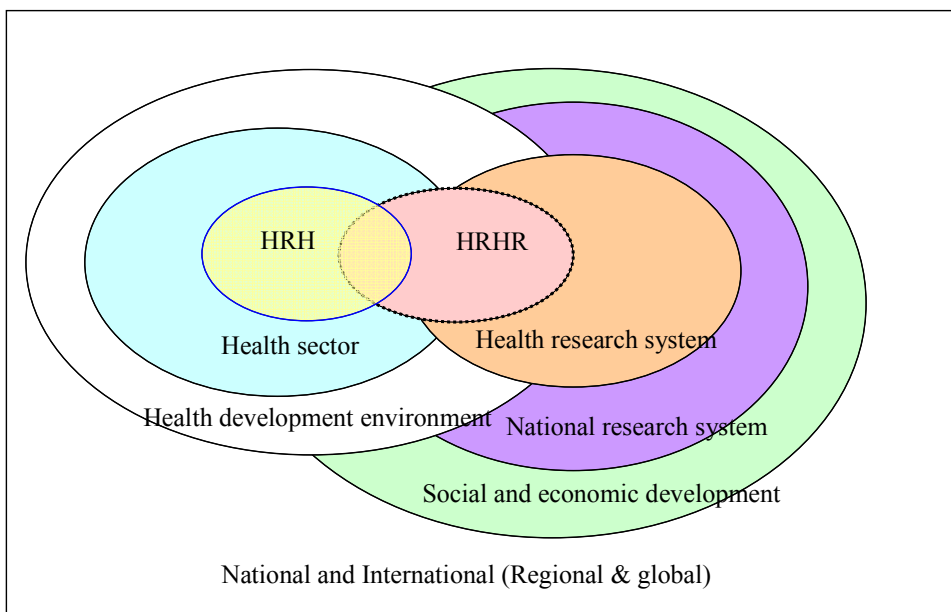 HRH
HRHR
Health sector
Health research system
Health development environment
National research system
Social and economic development
National and International (Regional & global)